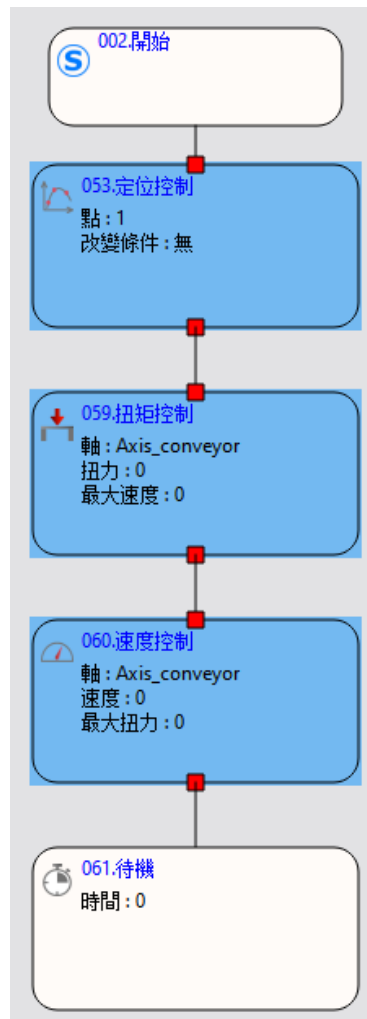 S
002.開始
053.定位控制
點 : 1
改變條件 : 無
059.扭矩控制
軸 : Axis_conveyor
扭力 : 0
最大速度 : 0
060.速度控制
軸 : Axis_conveyor
速度 : 0
最大扭力 : 0
061.待機
時間 : 0